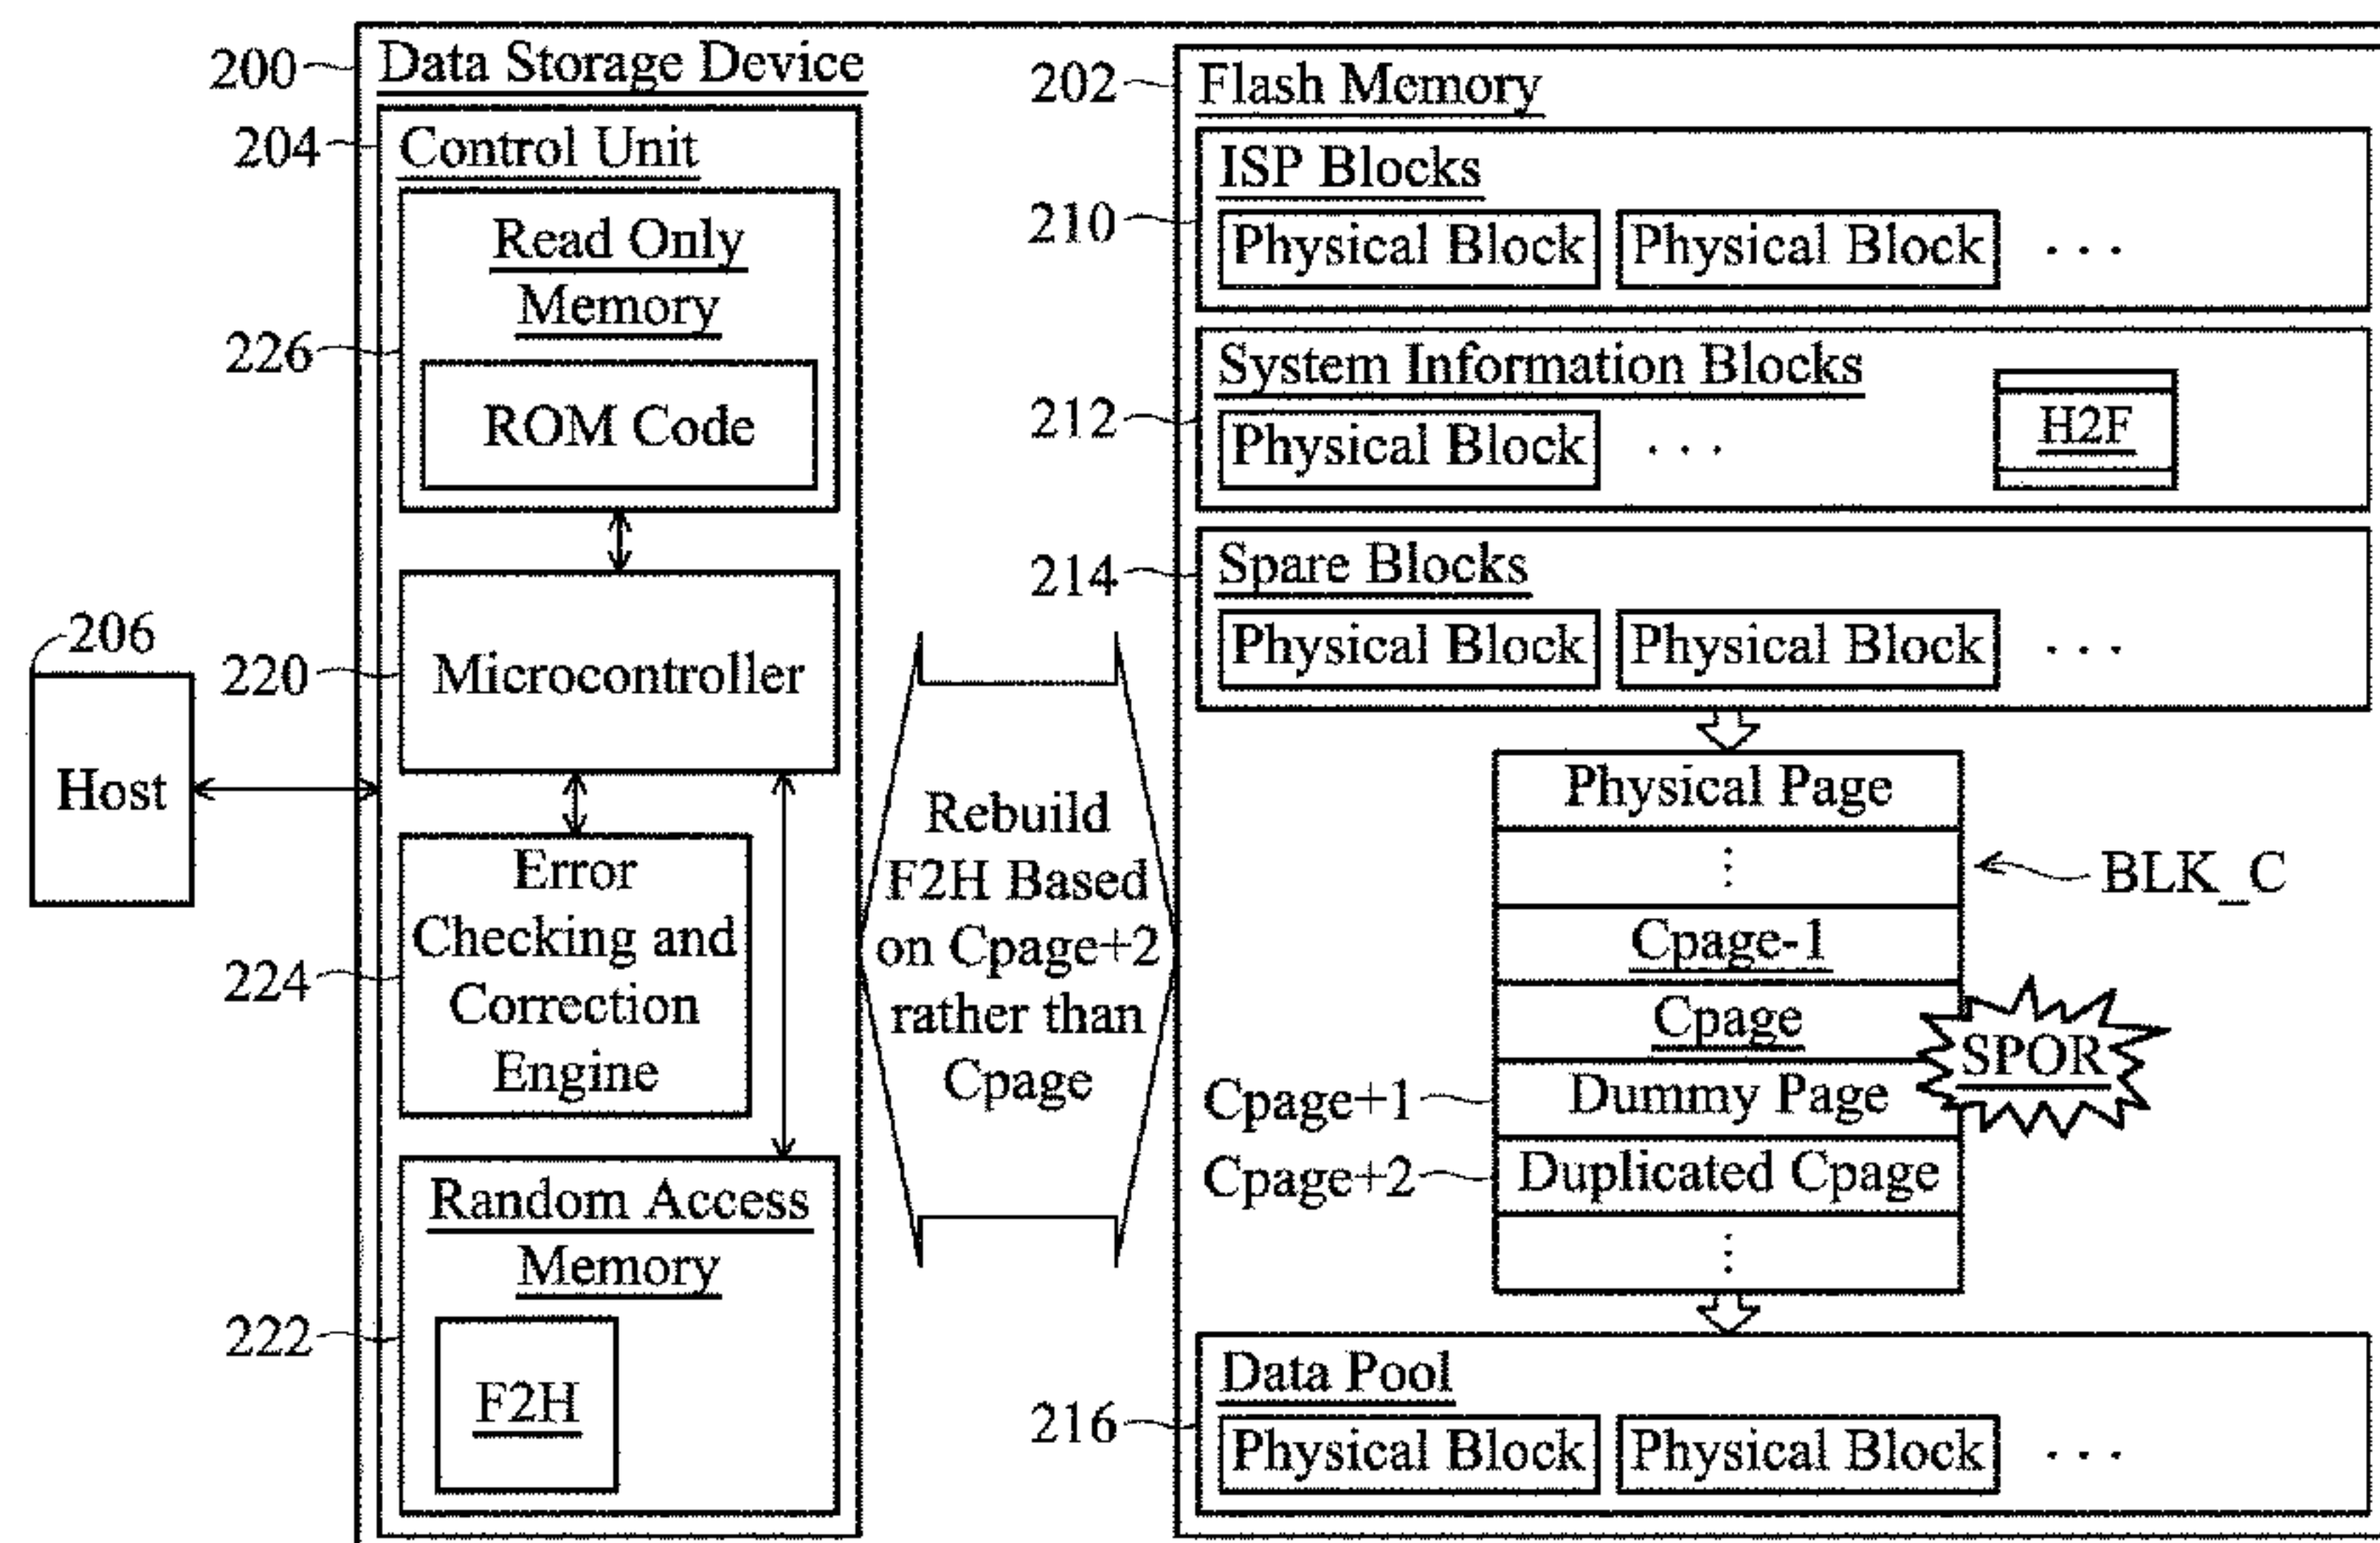 200
Data Storage Device
204
Control Unit
Read Only
Memory
226
ROM Code
206
Host
220
Microcontroller
224
Error
Checking and
Correction
Engine
Random Access
Memory
222
F2H
Rebuild
F2H Based
on Cpage+2
rather than
Cpage
202
Flash Memory
ISP Blocks
210
Physical Block Physical Block ...
System Information Blocks
212
Physical Block ... H2F
214
Spare Blocks
Physical Block Physical Block ...
Physical Page
⋮
BLK_C
Cpage-1
Cpage
SPOR
Cpage+1 Dummy Page
Cpage+2 Duplicated Cpage
⋮
Data Pool
216
Physical Block Physical Block ...